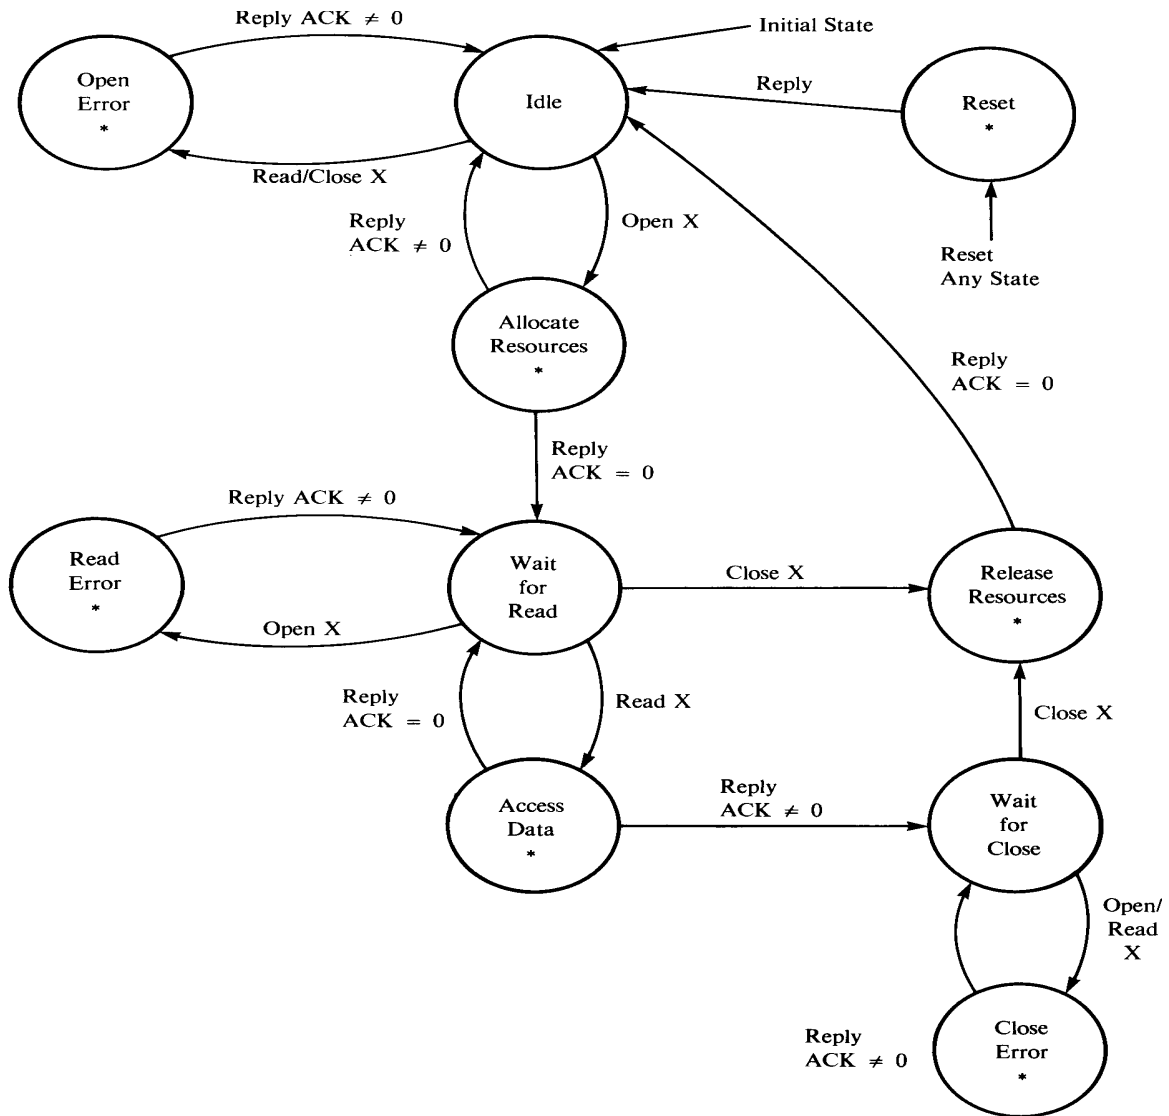 Reply ACK ≠ 0
Initial State
Open
Error
*
Idle
Reply
Reset
*
Read/Close X
Reply
ACK ≠ 0
Open X
Reset
Any State
Allocate
Resources
*
Reply
ACK = 0
Reply
ACK = 0
Reply ACK ≠ 0
Read
Error
*
Wait
for
Read
Close X
Release
Resources
*
Open X
Reply
ACK = 0
Read X
Close X
Access
Data
*
Reply
ACK ≠ 0
Wait
for
Close
Open/
Read
X
Reply
ACK ≠ 0
Close
Error
*